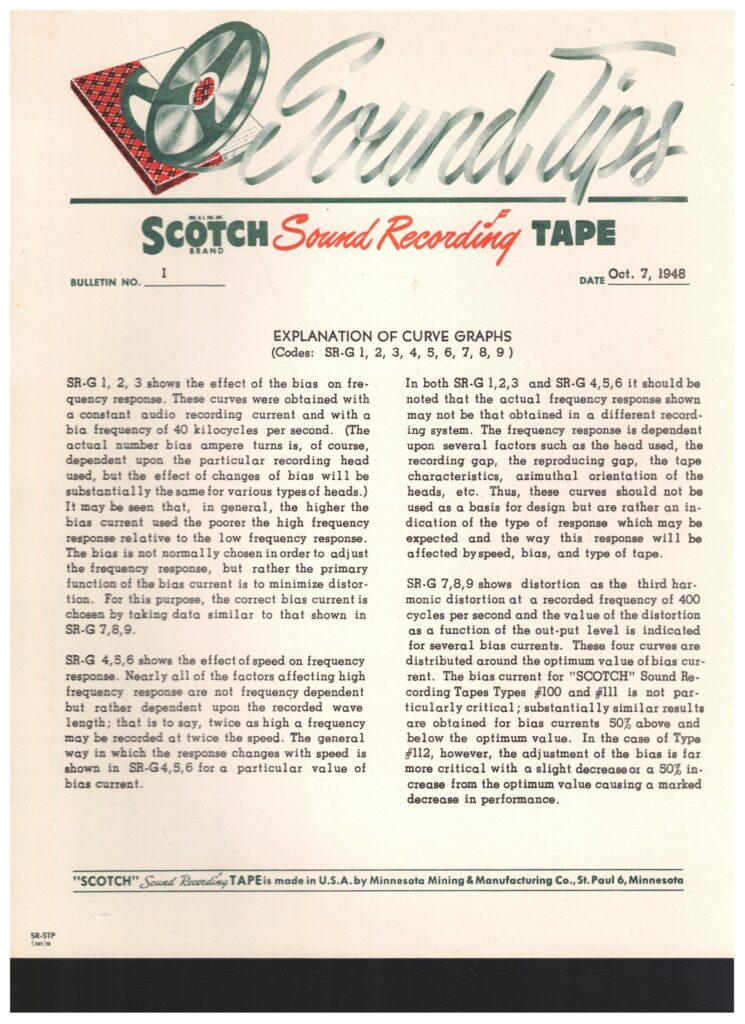 Sound Tips
REG. U. S. PAT. OFF.
SCOTCH Sound Recording TAPE
BRAND
BULLETIN NO. 1
DATE Oct. 7, 1948
EXPLANATION OF CURVE GRAPHS
(Codes: SR-G 1, 2, 3, 4, 5, 6, 7, 8, 9 )
SR-G 1, 2, 3 shows the effect of the bias on fre-
quency response. These curves were obtained with
a constant audio recording current and with a
bia frequency of 40 kilocycles per second. (The
actual number bias ampere turns is, of course,
dependent upon the particular recording head
used, but the effect of changes of bias will be
substantially the same for various types of heads.)
It may be seen that, in general, the higher the
bias current used the poorer the high frequency
response relative to the low frequency response.
The bias is not normally chosen in order to adjust
the frequency response, but rather the primary
function of the bias current is to minimize distor-
tion. For this purpose, the correct bias current is
chosen by taking data similar to that shown in
SR-G 7,8,9.
SR-G 4,5,6 shows the effect of speed on frequency
response. Nearly all of the factors affecting high
frequency response are not frequency dependent
but rather dependent upon the recorded wave
length; that is to say, twice as high a frequency
may be recorded at twice the speed. The general
way in which the response changes with speed is
shown in SR-G 4,5,6 for a particular value of
bias current.
In both SR-G 1,2,3 and SR-G 4,5,6 it should be
noted that the actual frequency response shown
may not be that obtained in a different record-
ing system. The frequency response is dependent
upon several factors such as the head used, the
recording gap, the reproducing gap, the tape
characteristics, azimuthal orientation of the
heads, etc. Thus, these curves should not be
used as a basis for design but are rather an in-
dication of the type of response which may be
expected and the way this response will be
affected by speed, bias, and type of tape.
SR-G 7,8,9 shows distortion as the third har-
monic distortion at a recorded frequency of 400
cycles per second and the value of the distortion
as a function of the out-put level is indicated
for several bias currents. These four curves are
distributed around the optimum value of bias cur-
rent. The bias current for "SCOTCH" Sound Re-
cording Tapes Types #100 and #111 is not par-
ticularly critical; substantially similar results
are obtained for bias currents 50% above and
below the optimum value. In the case of Type
#112, however, the adjustment of the bias is far
more critical with a slight decrease or a 50% in-
crease from the optimum value causing a marked
decrease in performance.
"SCOTCH" Sound Recording TAPE is made in U.S.A. by Minnesota Mining & Manufacturing Co., St. Paul 6, Minnesota
SR-STP